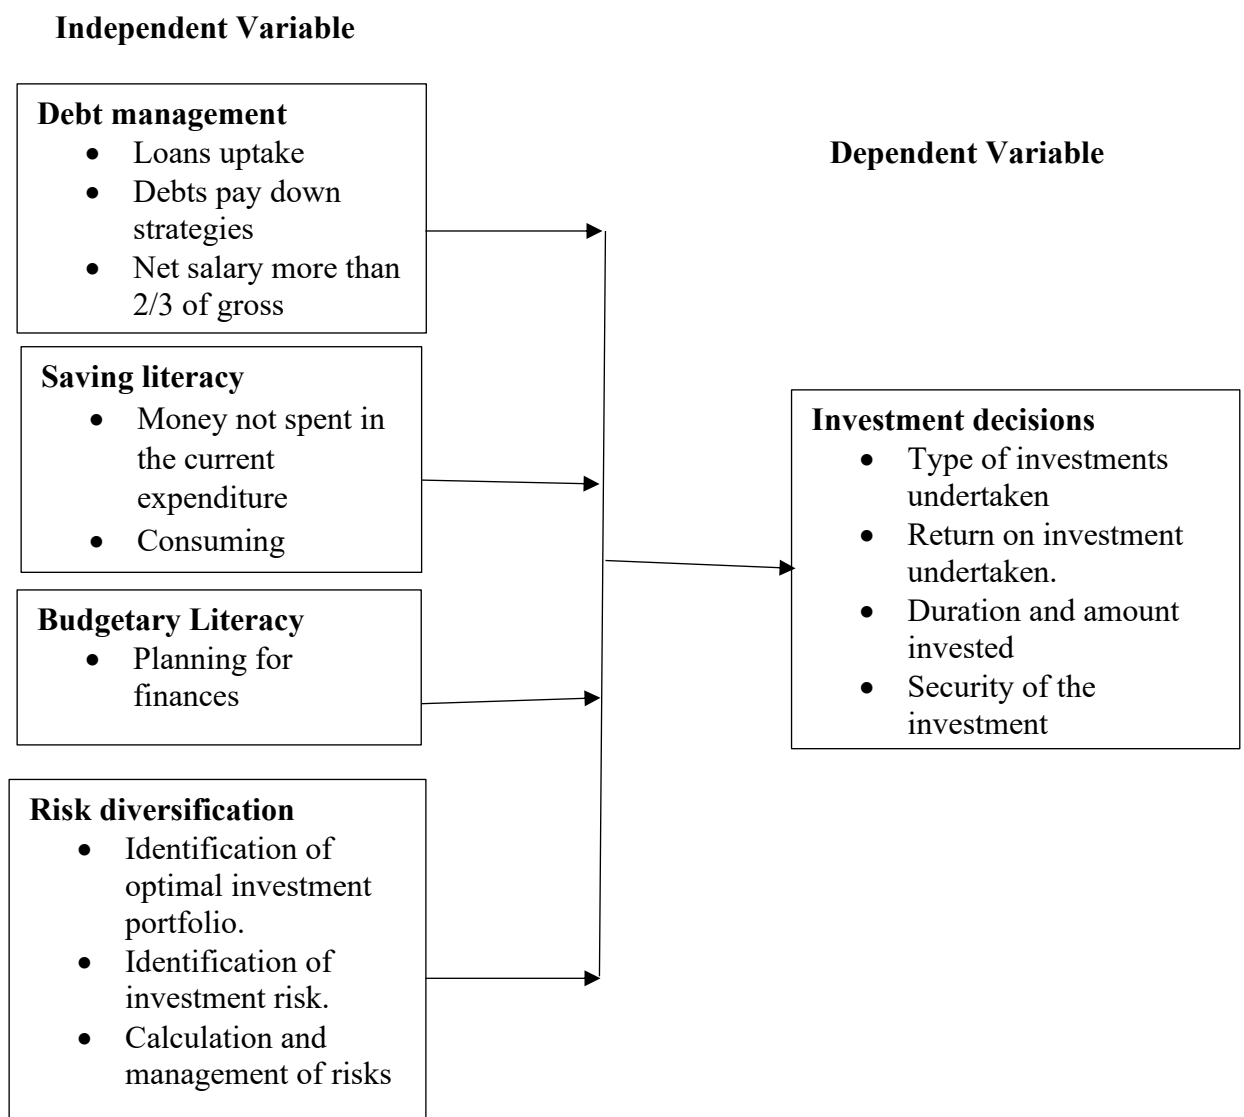 Independent Variable
Debt management
• Loans uptake
• Debts pay down
strategies
• Net salary more than
2/3 of gross
Saving literacy
• Money not spent in
the current
expenditure
• Consuming
Budgetary Literacy
• Planning for
finances
Risk diversification
• Identification of
optimal investment
portfolio.
• Identification of
investment risk.
• Calculation and
management of risks
Dependent Variable
Investment decisions
• Type of investments
undertaken
• Return on investment
undertaken.
• Duration and amount
invested
• Security of the
investment